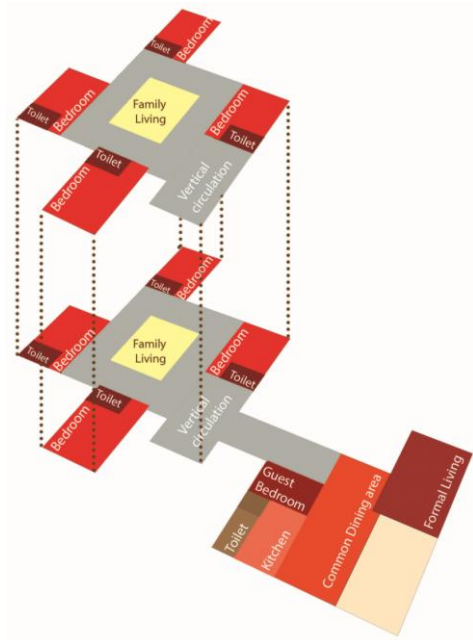 Toilet
Bedroom
Toilet
Bedroom
Family
Living
Bedroom
Toilet
Toilet
Bedroom
Vertical
circulation
Bedroom
Toilet
Toilet
Bedroom
Family
Living
Bedroom
Toilet
Toilet
Bedroom
Vertical
circulation
Guest
Bedroom
Toilet
Kitchen
Common Dining area
Formal Living